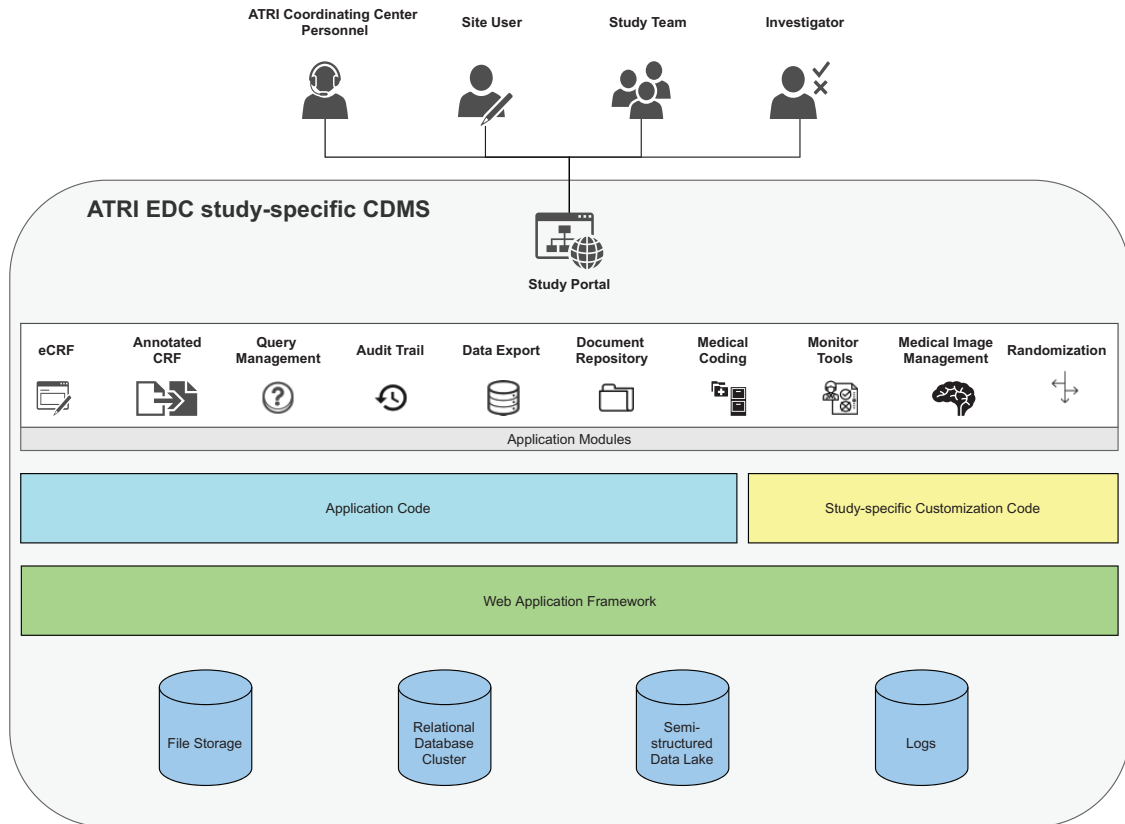 ATRI Coordinating Center
Personnel
Site User
Study Team
Investigator
ATRI EDC study-specific CDMS
Study Portal
eCRF
Annotated
CRF
Query
Management
Audit Trail
Data Export
Document
Repository
Medical
Coding
Monitor
Tools
Medical Image
Management
Randomization
Application Modules
Application Code
Study-specific Customization Code
Web Application Framework
File Storage
Relational
Database
Cluster
Semi-
structured
Data Lake
Logs